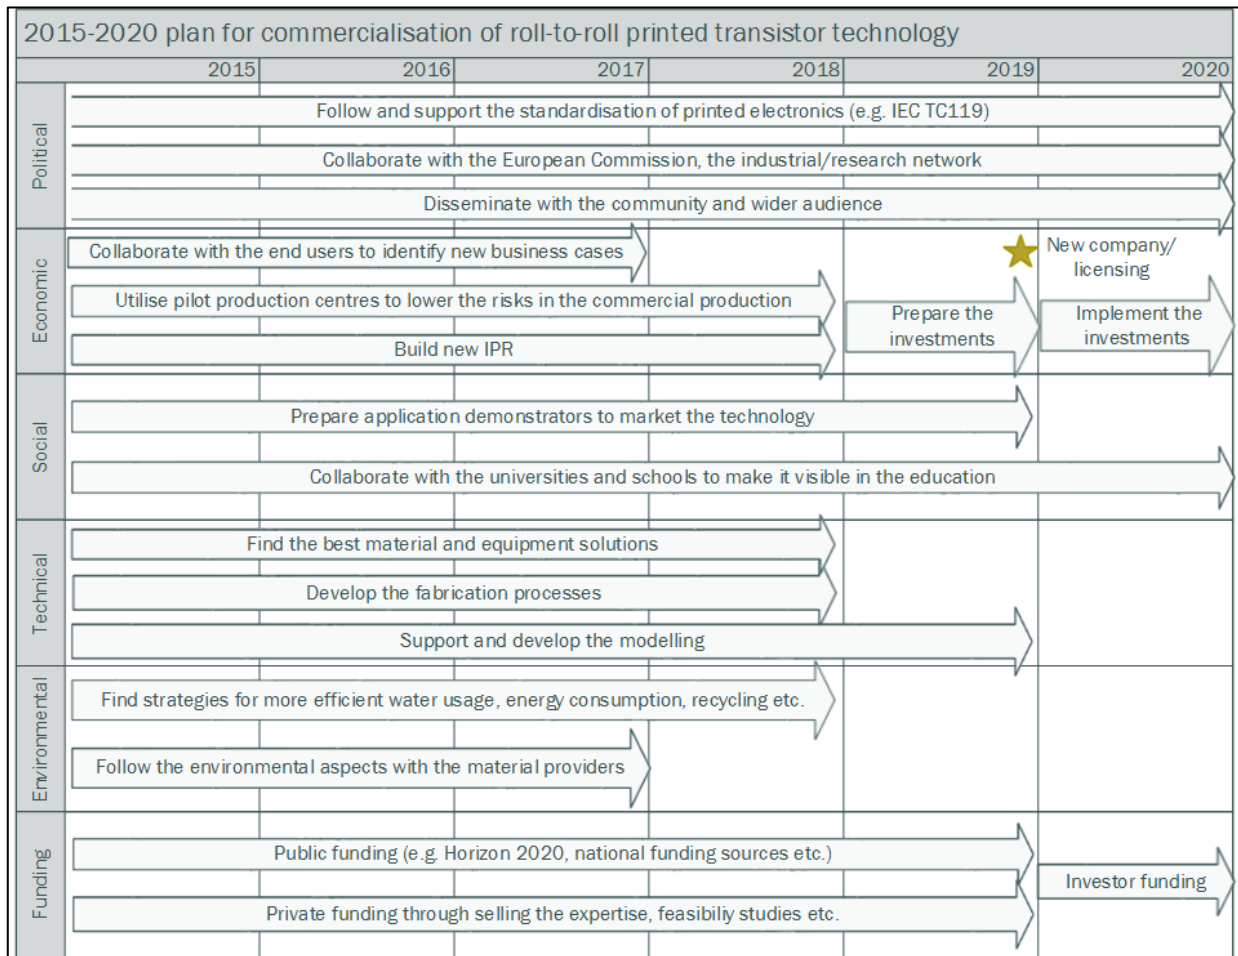 2015-2020 plan for commercialisation of roll-to-roll printed transistor technology
2015 2016 2017 2018 2019 2020
Political
Follow and support the standardisation of printed electronics (e.g. IEC TC119)
Collaborate with the European Commission, the industrial/research network
Disseminate with the community and wider audience
Economic
Collaborate with the end users to identify new business cases
New company/
licensing
Utilise pilot production centres to lower the risks in the commercial production
Build new IPR
Prepare the
investments
Implement the
investments
Social
Prepare application demonstrators to market the technology
Collaborate with the universities and schools to make it visible in the education
Technical
Find the best material and equipment solutions
Develop the fabrication processes
Support and develop the modelling
Environmental
Find strategies for more efficient water usage, energy consumption, recycling etc.
Follow the environmental aspects with the material providers
Funding
Public funding (e.g. Horizon 2020, national funding sources etc.)
Private funding through selling the expertise, feasibiliy studies etc.
Investor funding